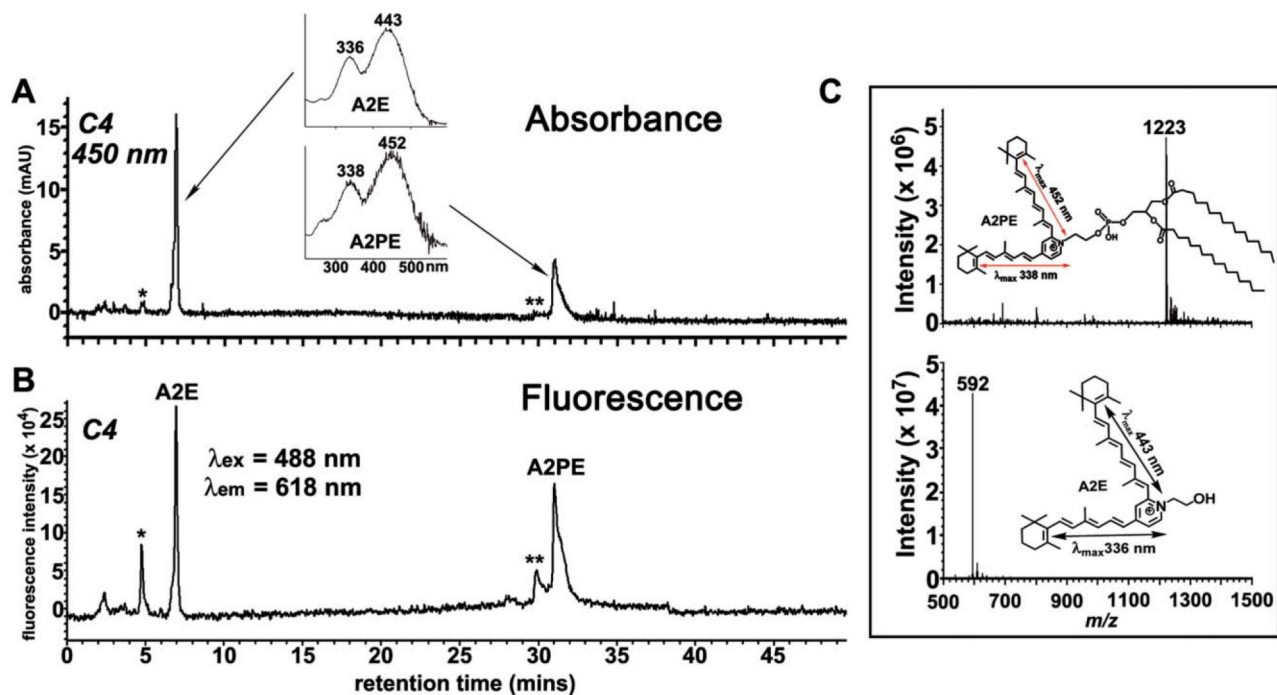 A
C4
450 nm
absorbance (mAU)
15
10
5
0
*
**
336
443
A2E
338
452
A2PE
300 400 500nm
Absorbance
B
C4
fluorescence intensity (x 10⁴)
25
20
15
10
5
0
*
A2E
λex = 488 nm
λem = 618 nm
Fluorescence
A2PE
**
0 5 10 15 20 25 30 35 40 45
retention time (mins)
C
Intensity (x 10⁶)
5
4
3
2
1
0
1223
λmax 452 nm
A2PE
N
⊕
O
P
O
OH
O
O
O
O
O
λmax 338 nm
Intensity (x 10⁷)
5
4
3
2
1
0
592
λmax 443 nm
A2E
N
⊕
OH
λmax 336 nm
500 700 900 1100 1300 1500
m/z